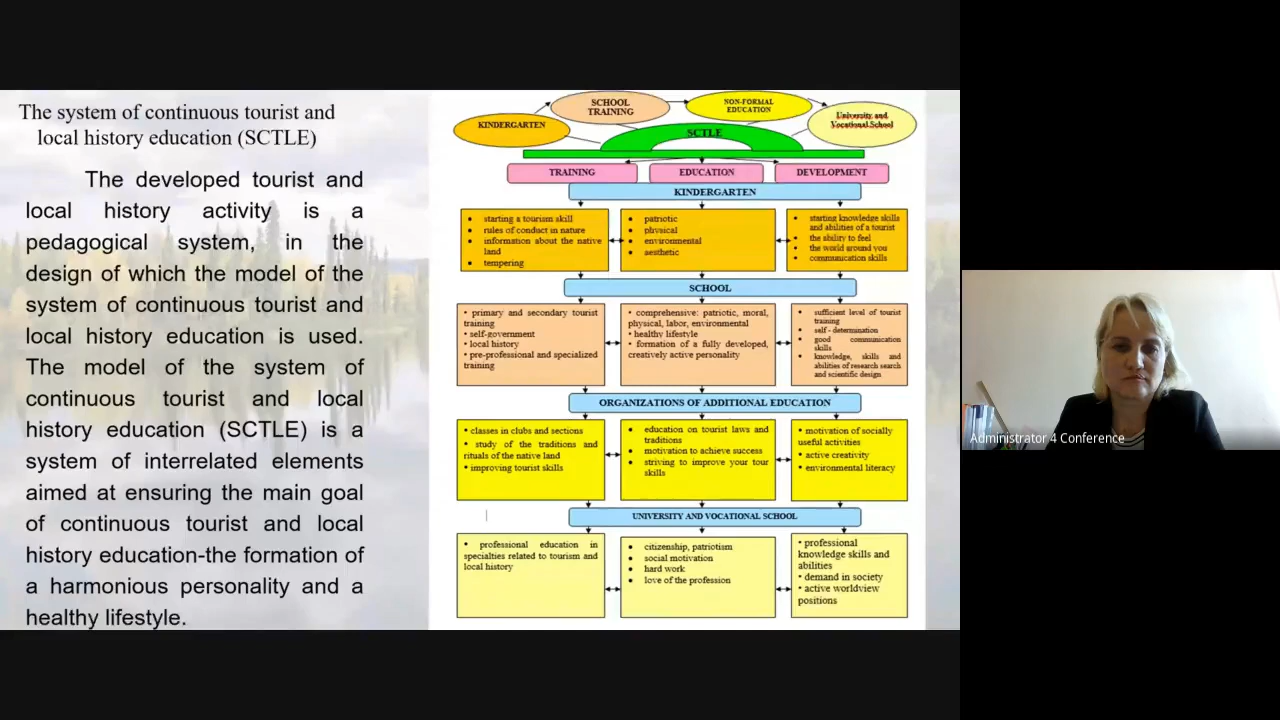 The system of continuous tourist and
local history education (SCTLE)
The developed tourist and
local history activity is a
pedagogical system, in the
design of which the model of the
system of continuous tourist and
local history education is used.
The model of the system of
continuous tourist and local
history education (SCTLE) is a
system of interrelated elements
aimed at ensuring the main goal
of continuous tourist and local
history education-the formation of
a harmonious personality and a
healthy lifestyle.
KINDERGARTEN
SCHOOL
TRAINING
NON-FORMAL
EDUCATION
University and
Vocational School
SCTLE
TRAINING
EDUCATION
DEVELOPMENT
KINDERGARTEN
• starting a tourism skill
• rules of conduct in nature
• information about the native
land
• tempering
• patriotic
• physical
• environmental
• aesthetic
• starting knowledge skills
and abilities of a tourist
• the ability to feel
• the world around you
• communication skills
SCHOOL
• primary and secondary tourist
training
• self-government
• local history
• pre-professional and specialized
training
• comprehensive: patriotic, moral,
physical, labor, environmental
• healthy lifestyle
• formation of a fully developed,
creatively active personality
• sufficient level of tourist
training
• self - determination
• good communication
skills
• knowledge, skills and
abilities of research search
and scientific design
ORGANIZATIONS OF ADDITIONAL EDUCATION
• classes in clubs and sections
• study of the traditions and
rituals of the native land
• improving tourist skills
• education on tourist laws and
traditions
• motivation to achieve success
• striving to improve your tour
skills
• motivation of socially
useful activities
• active creativity
• environmental literacy
UNIVERSITY AND VOCATIONAL SCHOOL
• professional education in
specialties related to tourism and
local history
• citizenship, patriotism
• social motivation
• hard work
• love of the profession
• professional
knowledge skills and
abilities
• demand in society
• active worldview
positions
Administrator 4 Conference